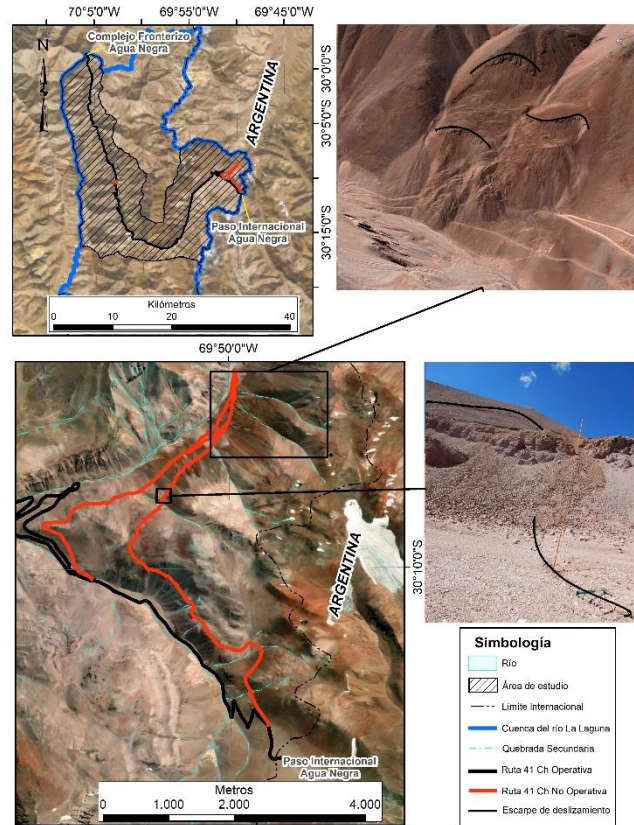 70°5'0"W 69°55'0"W 69°45'0"W
Complejo Fronterizo
Agua Negra
N
ARGENTINA
30°0'0"S
30°5'0"S
30°15'0"S
Paso Internacional
Agua Negra
Kilómetros
0 10 20 40
69°50'0"W
ARGENTINA
30°10'0"S
Paso Internacional
Agua Negra
Metros
0 1.000 2.000 4.000
Simbología
Río
Área de estudio
Límite internacional
Cuenca del río La Laguna
Quebrada Secundaria
Ruta 41 Ch Operativa
Ruta 41 Ch No Operativa
Escarpe de deslizamiento